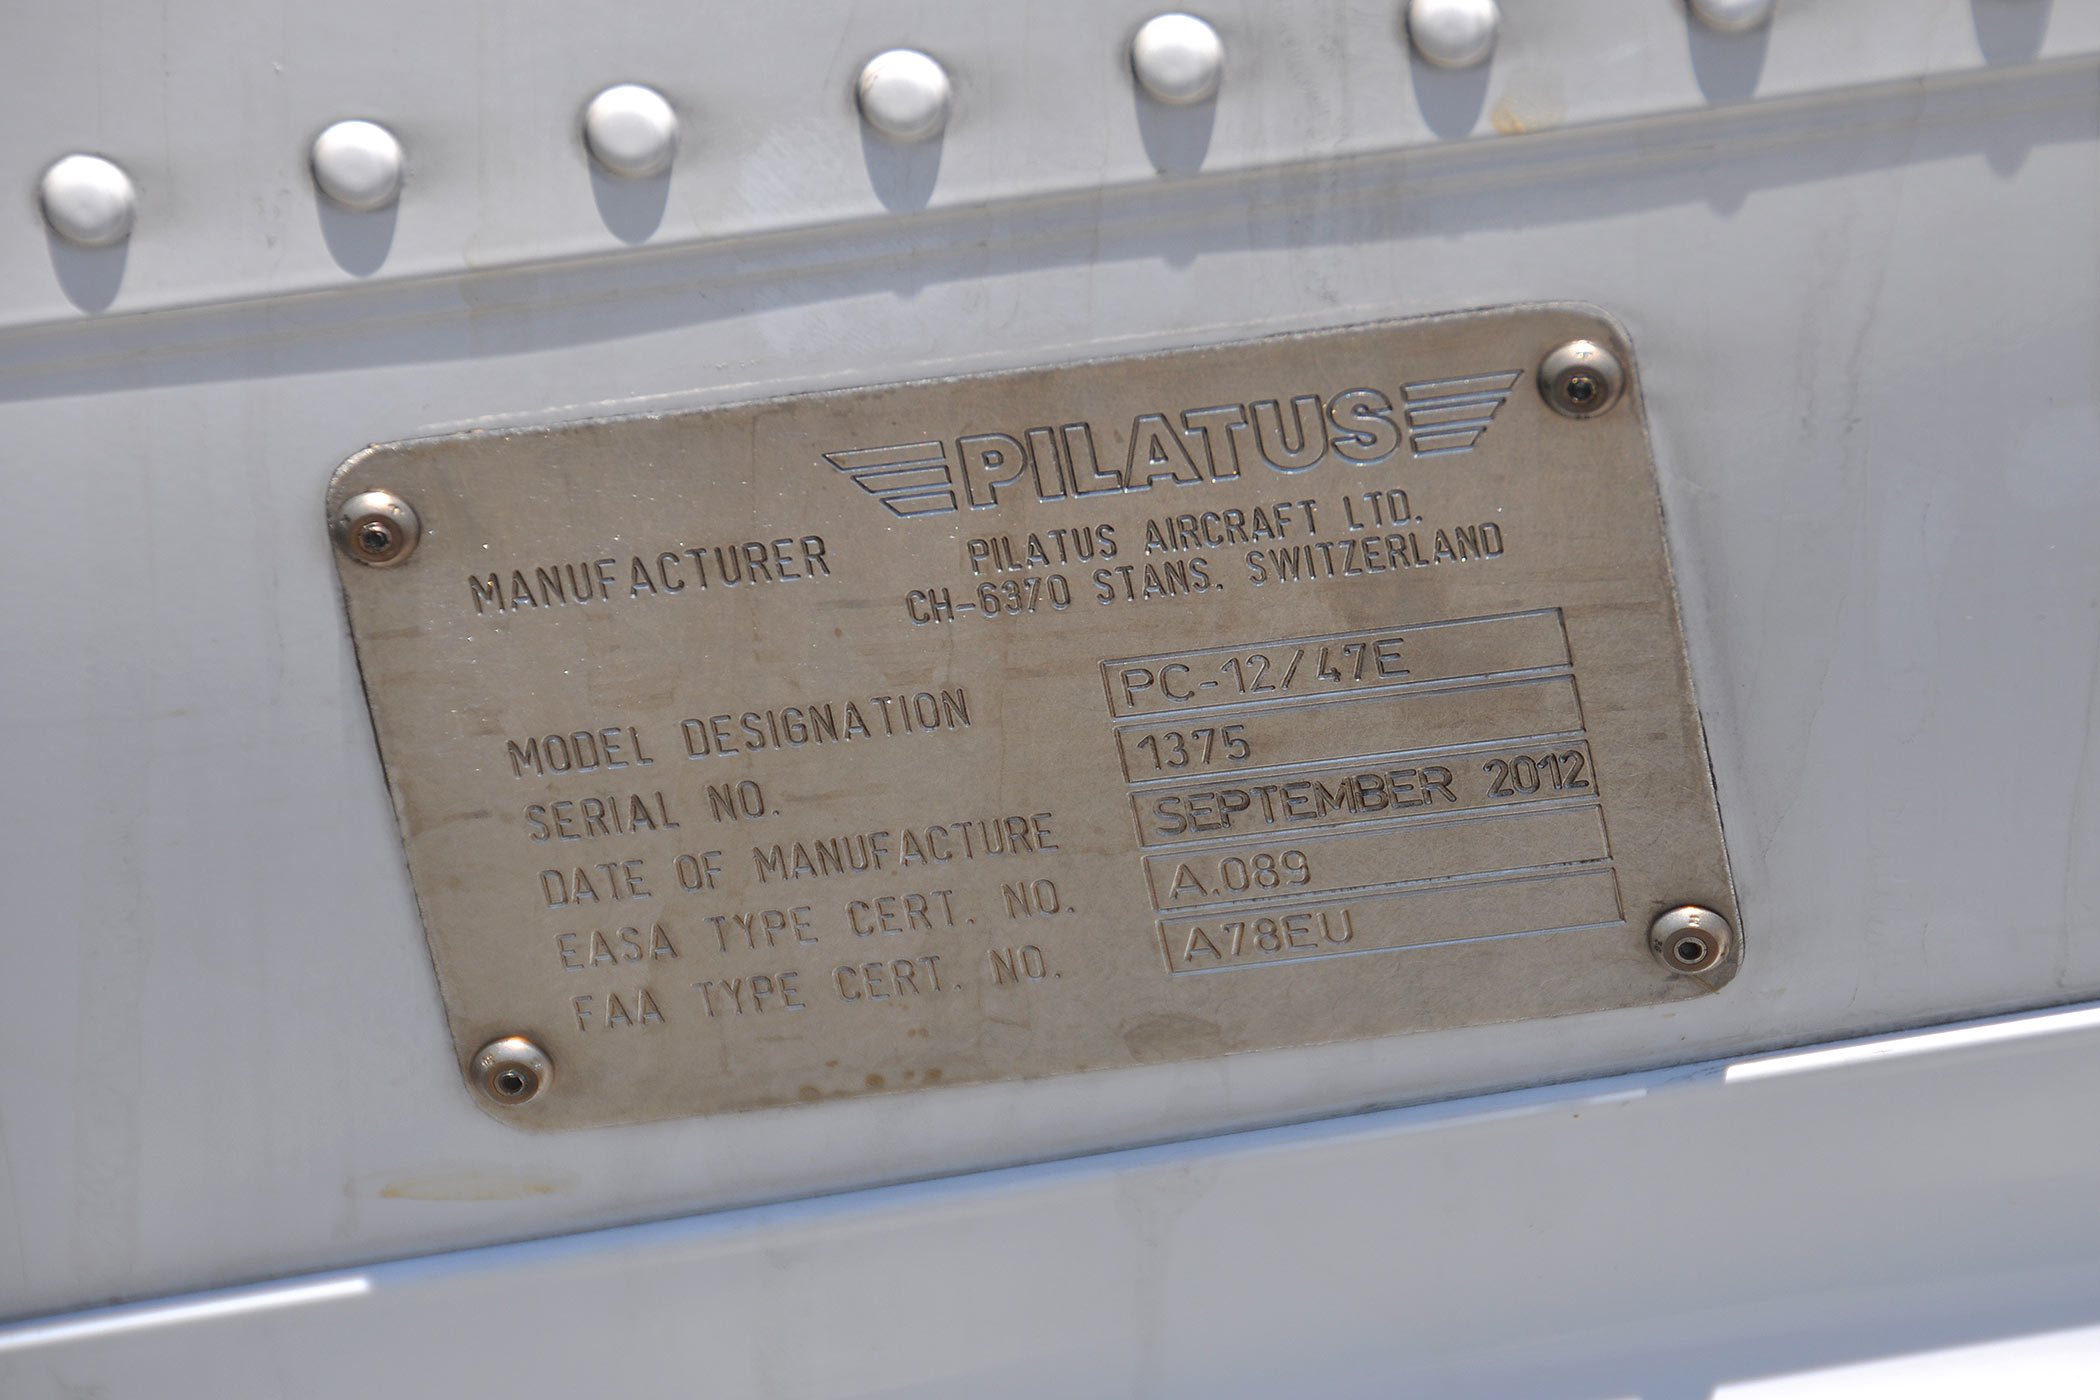 PILATUS
MANUFACTURER PILATUS AIRCRAFT LTD.
CH-6370 STANS. SWITZERLAND
MODEL DESIGNATION PC-12/47E
SERIAL NO. 1375
DATE OF MANUFACTURE SEPTEMBER 2012
EASA TYPE CERT. NO. A.089
FAA TYPE CERT. NO. A78EU